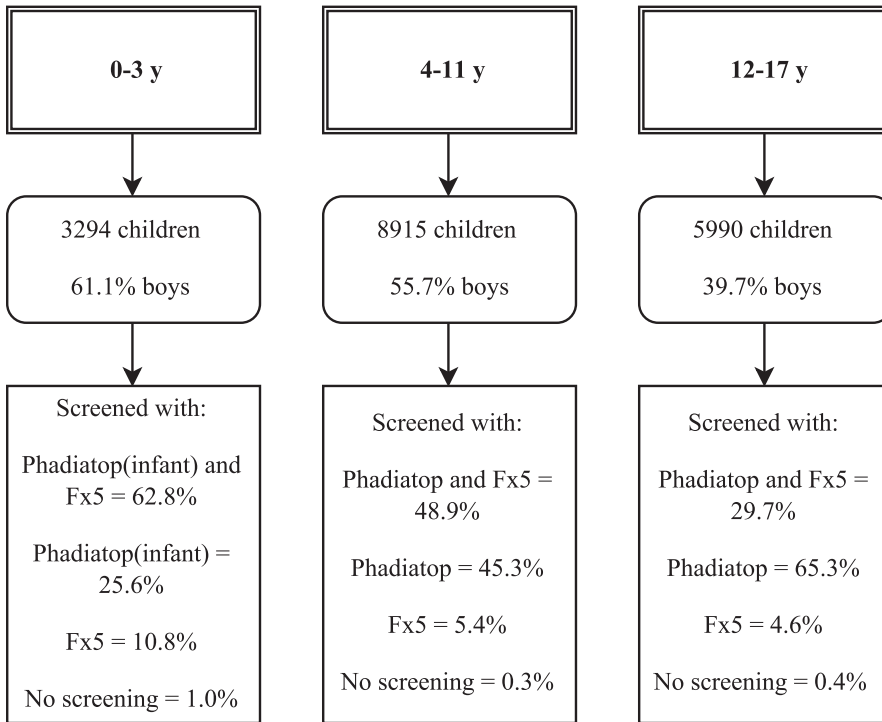 0-3 y
3294 children
61.1% boys
Screened with:
Phadiatop(infant) and
Fx5 = 62.8%
Phadiatop(infant) =
25.6%
Fx5 = 10.8%
No screening = 1.0%
4-11 y
8915 children
55.7% boys
Screened with:
Phadiatop and Fx5 =
48.9%
Phadiatop = 45.3%
Fx5 = 5.4%
No screening = 0.3%
12-17 y
5990 children
39.7% boys
Screened with:
Phadiatop and Fx5 =
29.7%
Phadiatop = 65.3%
Fx5 = 4.6%
No screening = 0.4%